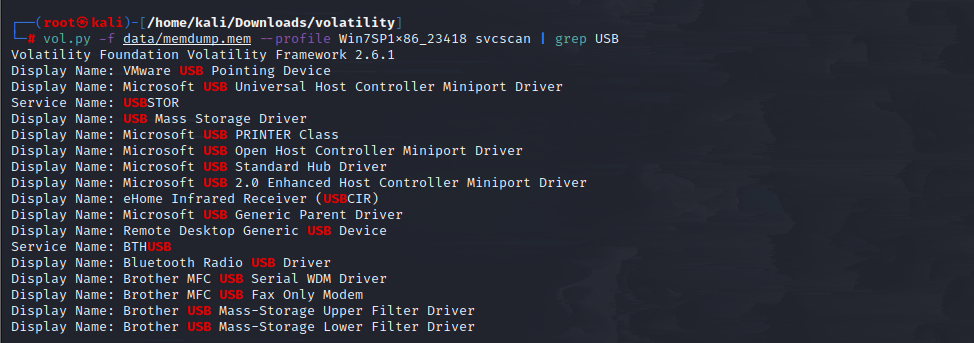 ┌──(root㉿kali)-[/home/kali/Downloads/volatility]
└─# vol.py -f data/memdump.mem --profile Win7SP1×86_23418 svcscan | grep USB
Volatility Foundation Volatility Framework 2.6.1
Display Name: VMware USB Pointing Device
Display Name: Microsoft USB Universal Host Controller Miniport Driver
Service Name: USBSTOR
Display Name: USB Mass Storage Driver
Display Name: Microsoft USB PRINTER Class
Display Name: Microsoft USB Open Host Controller Miniport Driver
Display Name: Microsoft USB Standard Hub Driver
Display Name: Microsoft USB 2.0 Enhanced Host Controller Miniport Driver
Display Name: eHome Infrared Receiver (USBCIR)
Display Name: Microsoft USB Generic Parent Driver
Display Name: Remote Desktop Generic USB Device
Service Name: BTHUSB
Display Name: Bluetooth Radio USB Driver
Display Name: Brother MFC USB Serial WDM Driver
Display Name: Brother MFC USB Fax Only Modem
Display Name: Brother USB Mass-Storage Upper Filter Driver
Display Name: Brother USB Mass-Storage Lower Filter Driver